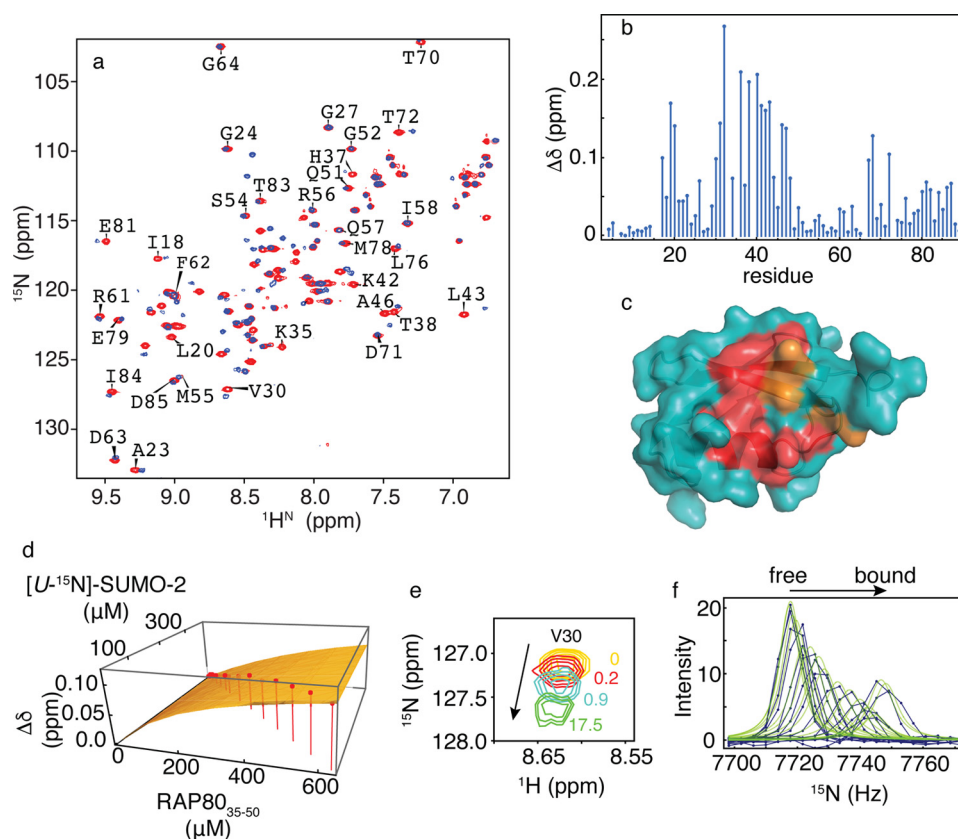 a
105
110
115
120
125
130
¹⁵N (ppm)
9.5 9.0 8.5 8.0 7.5 7.0
¹Hᴺ (ppm)
G64
T70
G27
T72
G24
G52
H37
Q51
T83
S54
R56
I58
E81
Q57
I18
M78
F62
L76
K42
R61
A46
L43
E79
K35
T38
L20
D71
I84
M55
V30
D85
D63
A23
b
0.2
0.1
0
Δδ (ppm)
20 40 60 80
residue
c
d
[U-¹⁵N]-SUMO-2
(μM)
300
100
0.10
0.05
0.0
Δδ
(ppm)
0
200
400
600
RAP80₃₅₋₅₀
(μM)
e
V30
127.0
127.5
128.0
¹⁵N (ppm)
0
0.2
0.9
17.5
8.65 8.55
¹H (ppm)
f
free bound
20
10
0
Intensity
7700 7720 7740 7760
¹⁵N (Hz)